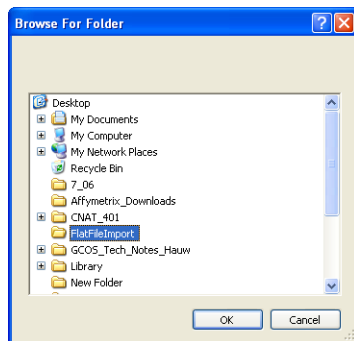 Browse For Folder
Desktop
My Documents
My Computer
My Network Places
Recycle Bin
7_06
Affymetrix_Downloads
CNAT_401
FlatFileImport
GCOS_Tech_Notes_Hauw
Library
New Folder
OK Cancel